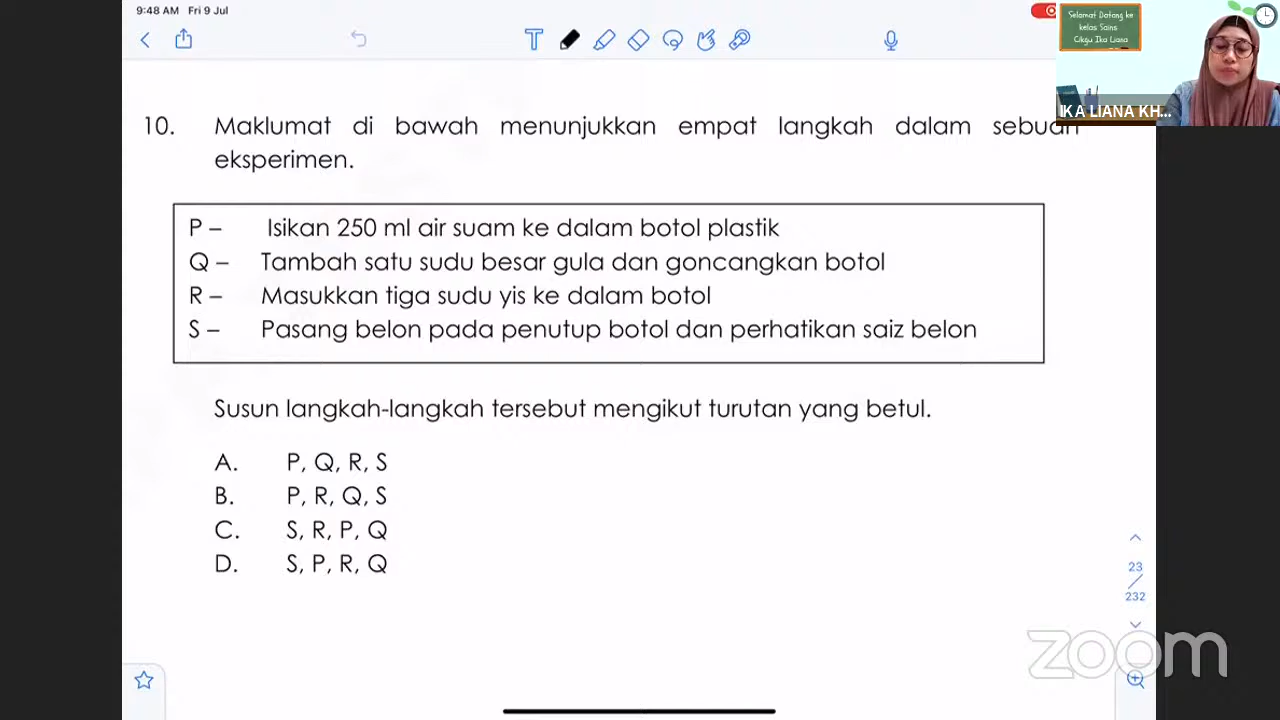 9:48 AM Fri 9 Jul
Selamat Datang ke
kelas Sains
Cikgu Ika Liana
IKA LIANA KH...
10. Maklumat di bawah menunjukkan empat langkah dalam sebuah
eksperimen.
P – Isikan 250 ml air suam ke dalam botol plastik
Q – Tambah satu sudu besar gula dan goncangkan botol
R – Masukkan tiga sudu yis ke dalam botol
S – Pasang belon pada penutup botol dan perhatikan saiz belon
Susun langkah-langkah tersebut mengikut turutan yang betul.
A. P, Q, R, S
B. P, R, Q, S
C. S, R, P, Q
D. S, P, R, Q
23
232
zoom